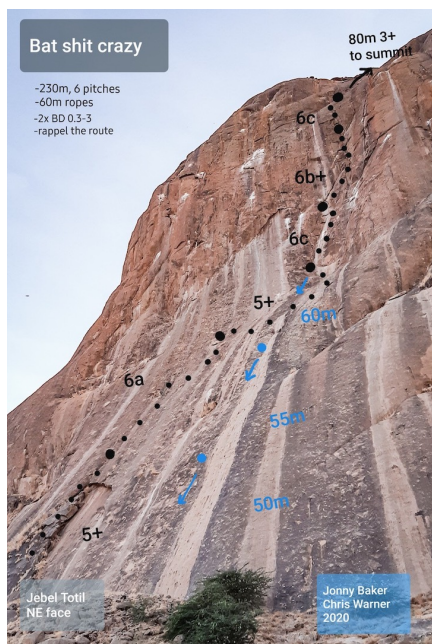 Bat shit crazy
-230m, 6 pitches
-60m ropes
-2x BD 0.3-3
-rappel the route
80m 3+
to summit
6c
6b+
6c
5+
60m
6a
55m
50m
5+
Jebel Totil
NE face
Jonny Baker
Chris Warner
2020